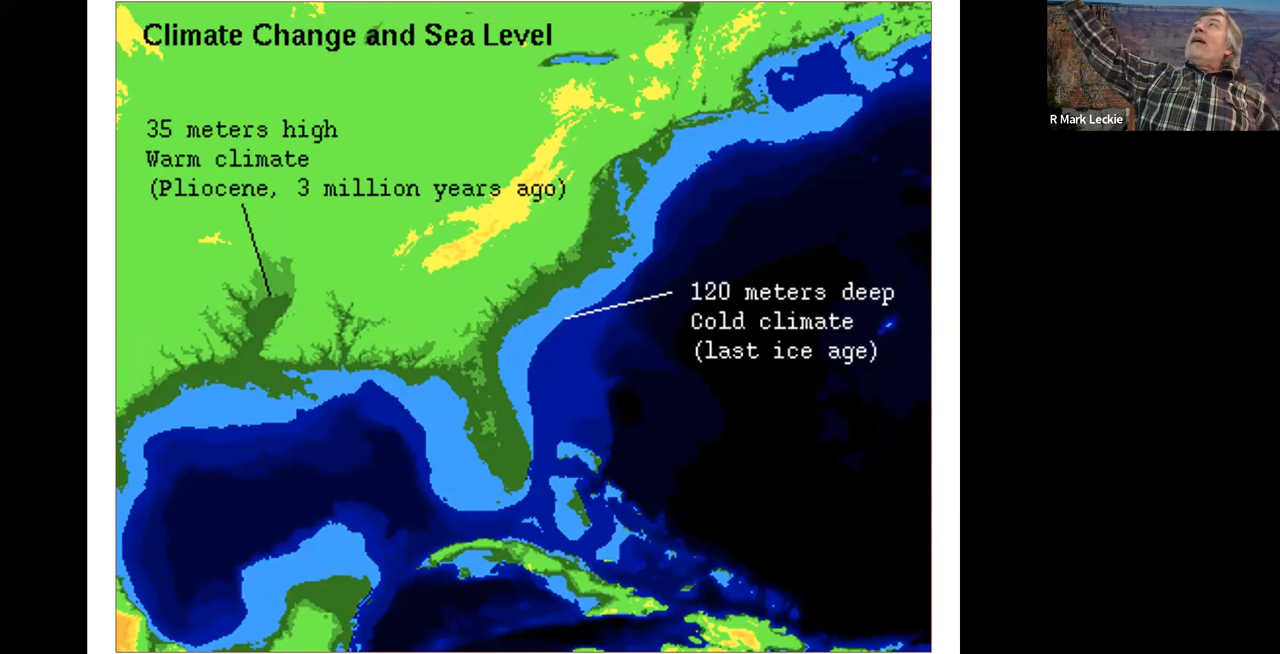 Climate Change and Sea Level
35 meters high
Warm climate
(Pliocene, 3 million years ago)
120 meters deep
Cold climate
(last ice age)
R Mark Leckie